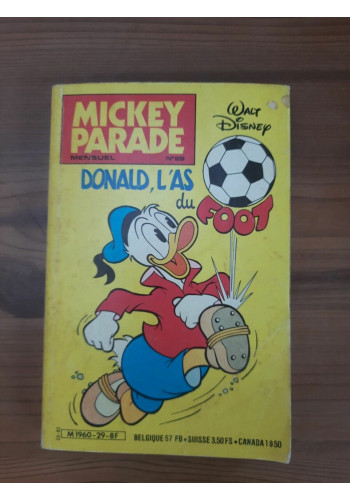 MICKEY
PARADE
MENSUEL
Walt
Disney
DONALD, L'AS
du
FOOT
M 1960-29-8F
BELGIQUE 57 FB • SUISSE 3,50 FS • CANADA 1 $ 50